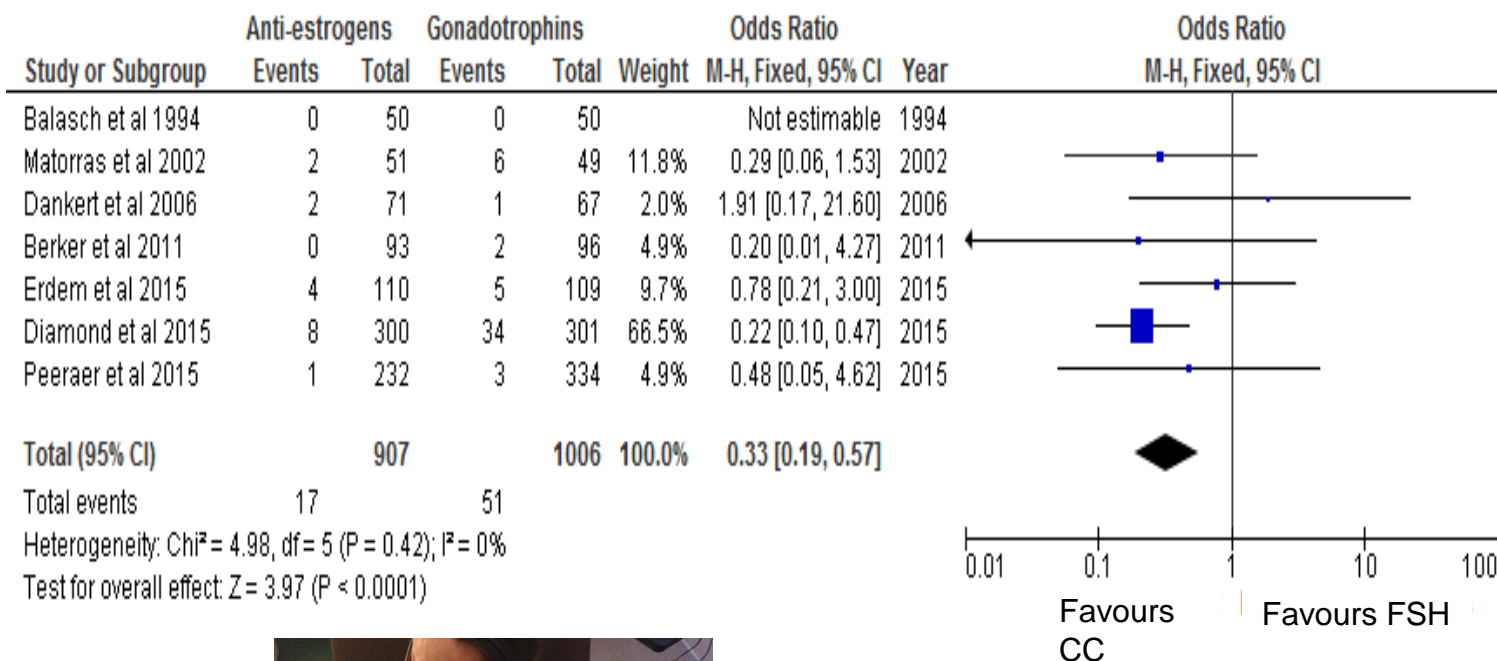 Anti-estrogens Gonadotrophins Odds Ratio Odds Ratio
Study or Subgroup Events Total Events Total Weight M-H, Fixed, 95% CI Year M-H, Fixed, 95% CI
Balasch et al 1994 0 50 0 50 Not estimable 1994
Matorras et al 2002 2 51 6 49 11.8% 0.29 [0.06, 1.53] 2002
Dankert et al 2006 2 71 1 67 2.0% 1.91 [0.17, 21.60] 2006
Berker et al 2011 0 93 2 96 4.9% 0.20 [0.01, 4.27] 2011
Erdem et al 2015 4 110 5 109 9.7% 0.78 [0.21, 3.00] 2015
Diamond et al 2015 8 300 34 301 66.5% 0.22 [0.10, 0.47] 2015
Peeraer et al 2015 1 232 3 334 4.9% 0.48 [0.05, 4.62] 2015
Total (95% CI) 907 1006 100.0% 0.33 [0.19, 0.57]
Total events 17 51
Heterogeneity: Chi² = 4.98, df = 5 (P = 0.42); I² = 0%
Test for overall effect: Z = 3.97 (P < 0.0001)
0.01 0.1 1 10 100
Favours CC
Favours FSH